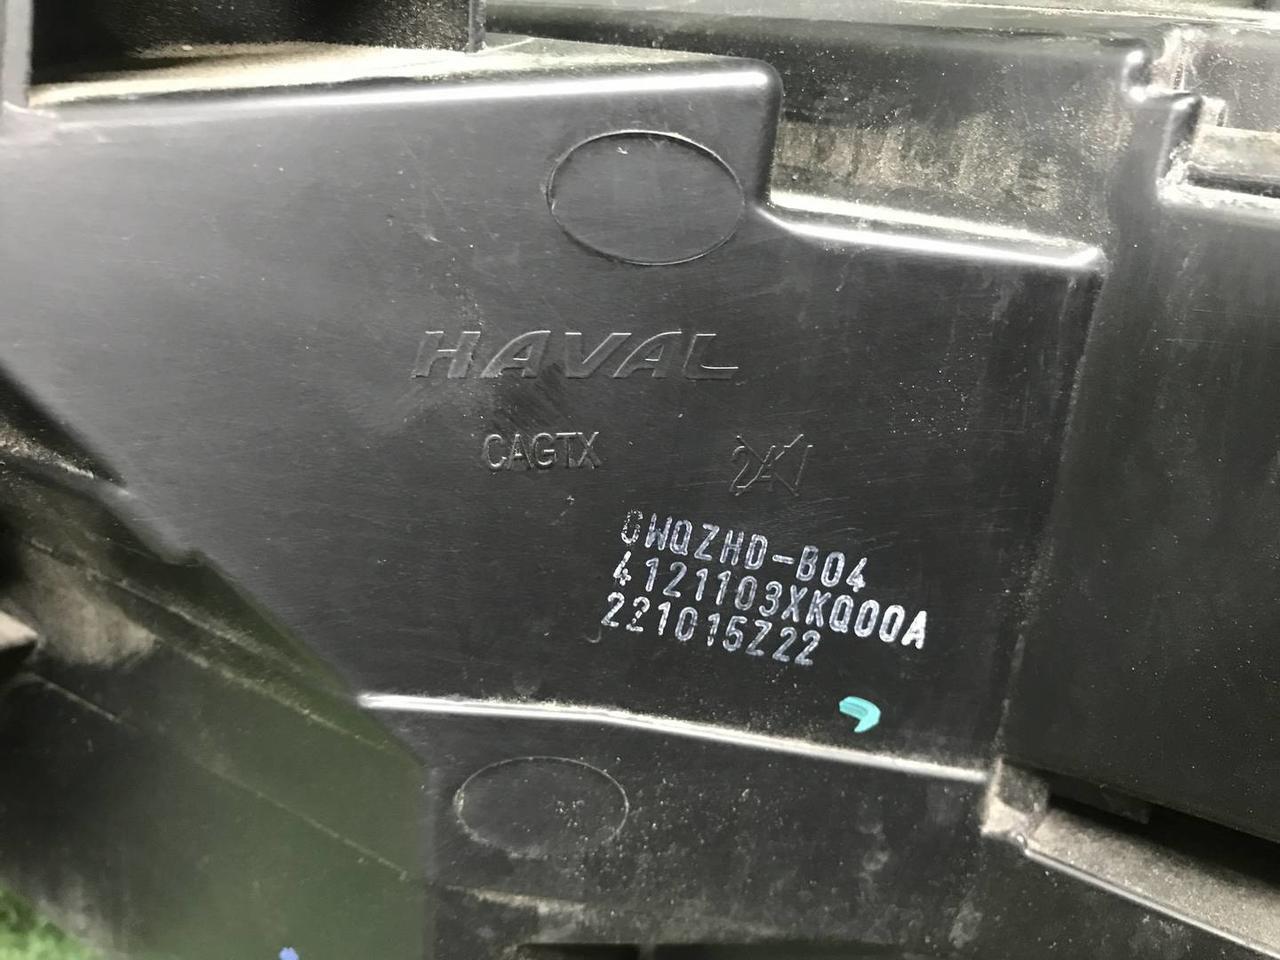 HAVAL
CAGTX
GWQZHD-B04
4121103XKQ00A
221015Z22